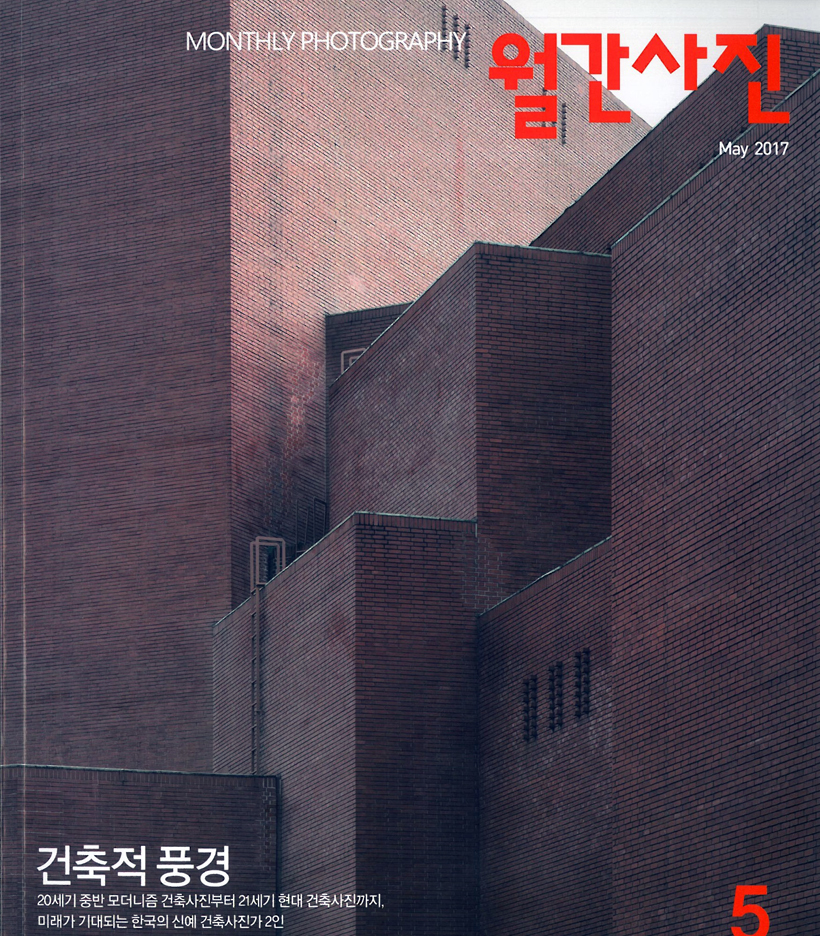 MONTHLY PHOTOGRAPHY
월간사진
May 2017
건축적 풍경
20세기 중반 모더니즘 건축사진부터 21세기 현대 건축사진까지,
미래가 기대되는 한국의 신예 건축사진가 2인
5